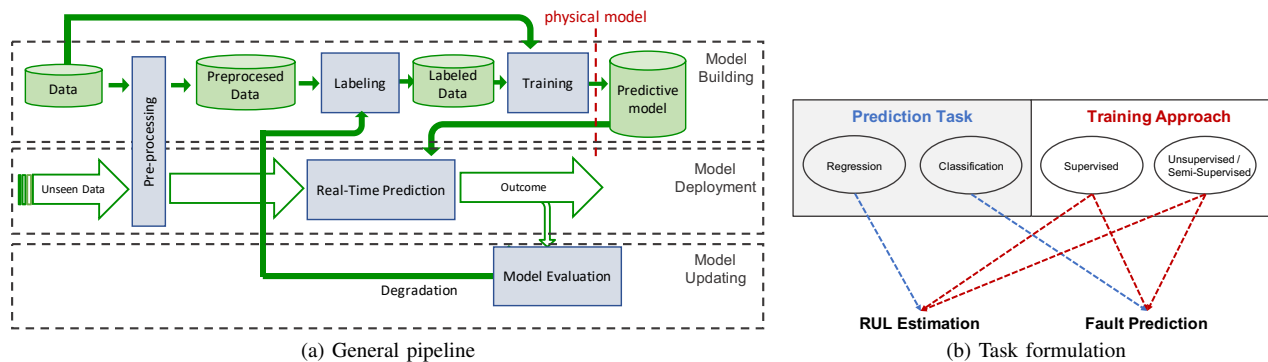 physical model
Model
Building
Data
Pre-processing
Preprocesed
Data
Labeling
Labeled
Data
Training
Predictive
model
Unseen Data
Real-Time Prediction
Outcome
Model
Deployment
Model
Updating
Model Evaluation
Degradation
(a) General pipeline
Prediction Task
Training Approach
Regression
Classification
Supervised
Unsupervised /
Semi-Supervised
RUL Estimation
Fault Prediction
(b) Task formulation